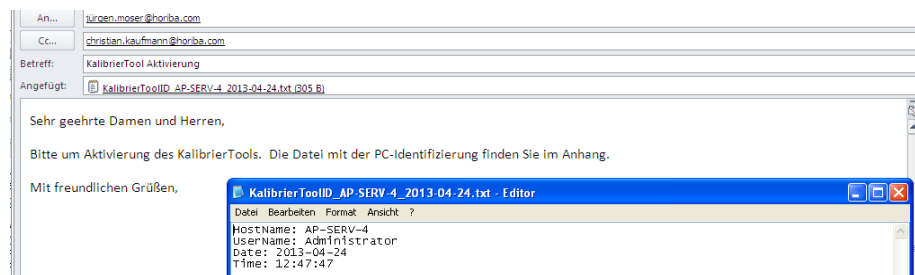 An...
jürgen.moser@horiba.com
Cc...
christian.kaufmann@horiba.com
Betreff:
KalibrierTool Aktivierung
Angefügt:
KalibrierToolID_AP-SERV-4_2013-04-24.txt (305 B)
Sehr geehrte Damen und Herren,
Bitte um Aktivierung des KalibrierTools. Die Datei mit der PC-Identifizierung finden Sie im Anhang.
Mit freundlichen Grüßen,
KalibrierToolID_AP-SERV-4_2013-04-24.txt - Editor
Datei Bearbeiten Format Ansicht ?
HostName: AP-SERV-4
UserName: Administrator
Date: 2013-04-24
Time: 12:47:47